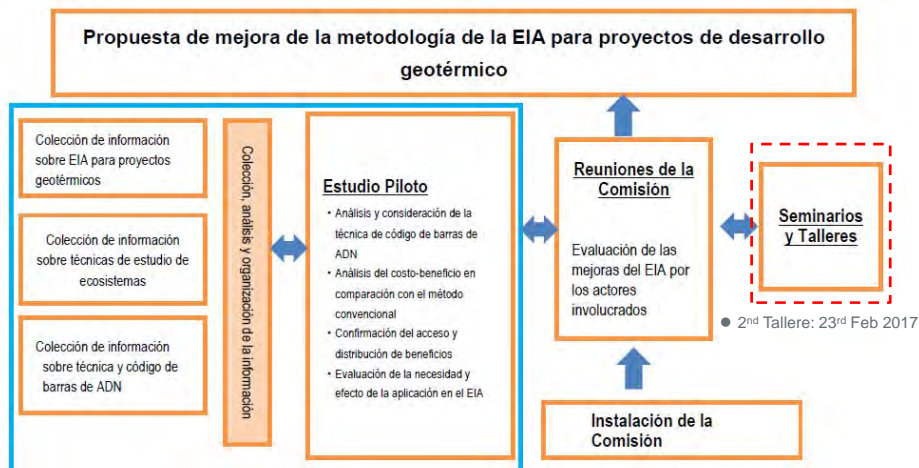 Propuesta de mejora de la metodología de la EIA para proyectos de desarrollo
geotérmico
Colección de información
sobre EIA para proyectos
geotérmicos
Colección de información
sobre técnicas de estudio de
ecosistemas
Colección de información
sobre técnica y código de
barras de ADN
Colección, análisis y organización de la información
Estudio Piloto
• Análisis y consideración de la
técnica de código de barras de
ADN
• Análisis del costo-beneficio en
comparación con el método
convencional
• Confirmación del acceso y
distribución de beneficios
• Evaluación de la necesidad y
efecto de la aplicación en el EIA
Reuniones de la
Comisión
Evaluación de las
mejoras del EIA por
los actores
involucrados
Instalación de la
Comisión
Seminarios
y Talleres
● 2nd Tallere: 23rd Feb 2017